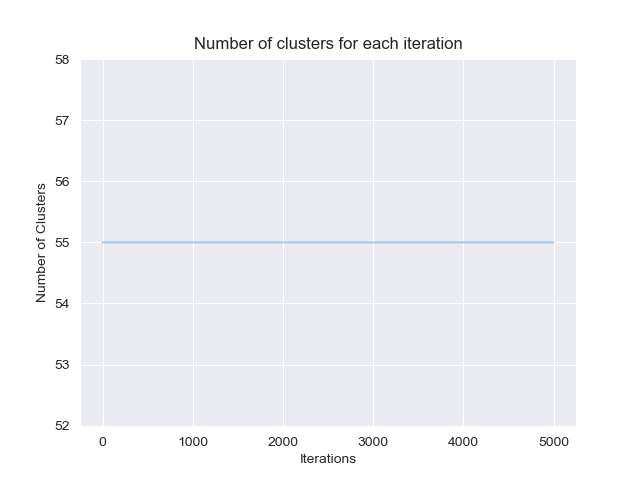 Number of clusters for each iteration
58
57
56
55
54
53
52
Number of Clusters
0 1000 2000 3000 4000 5000
Iterations